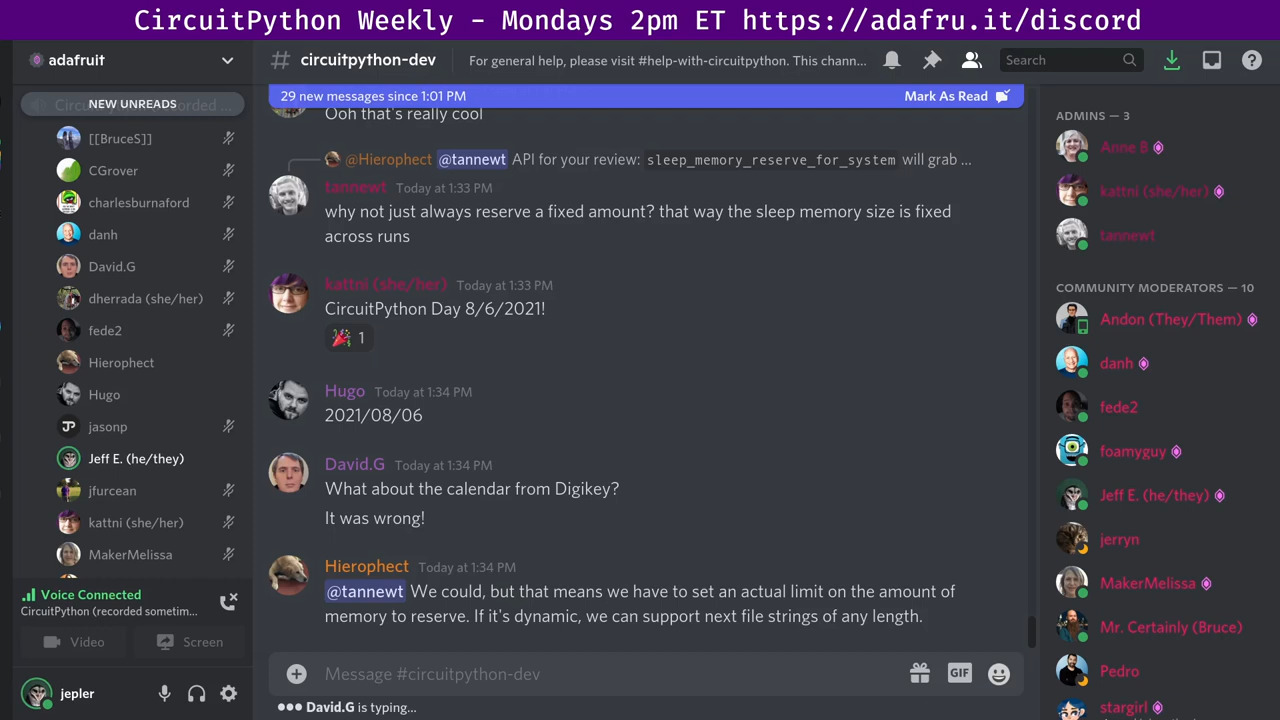 CircuitPython Weekly - Mondays 2pm ET https://adafru.it/discord
adafruit
NEW UNREADS
[[BruceS]]
CGrover
charlesburnaford
danh
David.G
dherrada (she/her)
fede2
Hierophect
Hugo
jasonp
Jeff E. (he/they)
jfurcean
kattni (she/her)
MakerMelissa
Voice Connected
CircuitPython (recorded sometim...
Video
Screen
jepler
# circuitpython-dev
For general help, please visit #help-with-circuitpython. This chann...
Search
29 new messages since 1:01 PM
Mark As Read
Ooh that's really cool
@Hierophect @tannewt API for your review: sleep_memory_reserve_for_system will grab ...
tannewt Today at 1:33 PM
why not just always reserve a fixed amount? that way the sleep memory size is fixed
across runs
kattni (she/her) Today at 1:33 PM
CircuitPython Day 8/6/2021!
1
Hugo Today at 1:34 PM
2021/08/06
David.G Today at 1:34 PM
What about the calendar from Digikey?
It was wrong!
Hierophect Today at 1:34 PM
@tannewt We could, but that means we have to set an actual limit on the amount of
memory to reserve. If it's dynamic, we can support next file strings of any length.
Message #circuitpython-dev
GIF
David.G is typing...
ADMINS — 3
Anne B
kattni (she/her)
tannewt
COMMUNITY MODERATORS — 10
Andon (They/Them)
danh
fede2
foamyguy
Jeff E. (he/they)
jerryn
MakerMelissa
Mr. Certainly (Bruce)
Pedro
stargirl